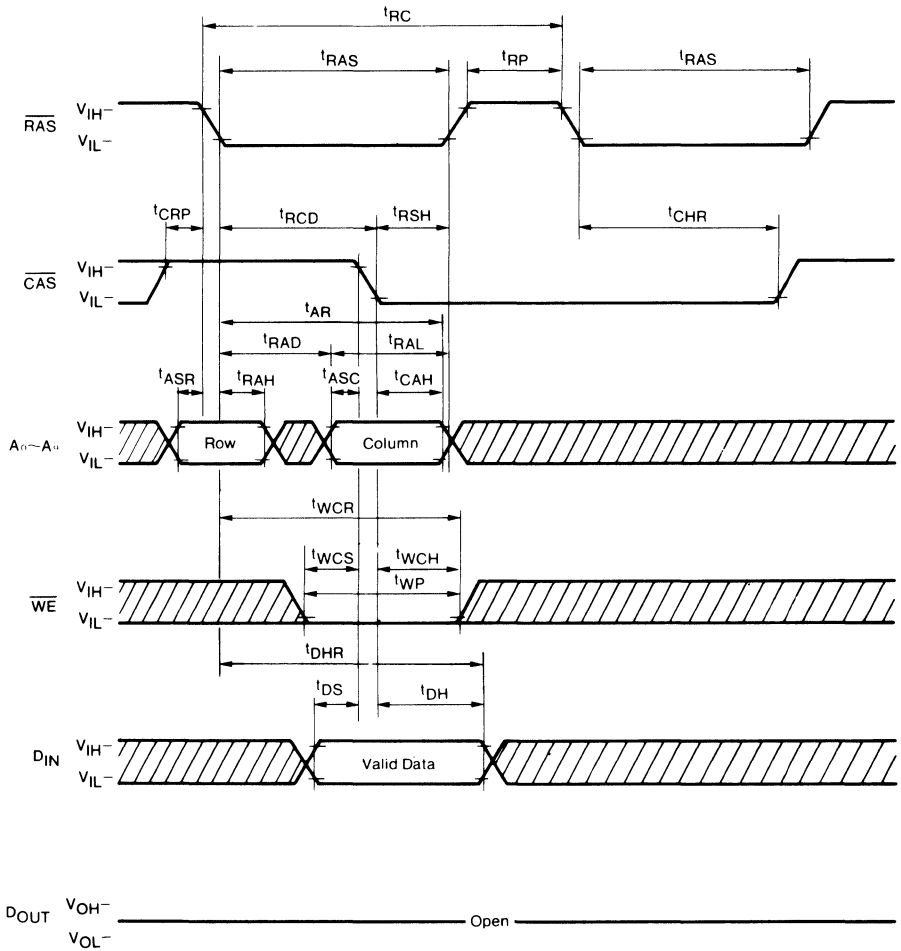 tRC
tRAS tRP tRAS
RAS VIH–
VIL–
tCRP tRCD tRSH tCHR
CAS VIH–
VIL–
tAR
tRAD tRAL
tASR tRAH tASC tCAH
VIH–
A0~A9 Row Column
VIL–
tWCR
tWCS tWCH
tWP
WE VIH–
VIL–
tDHR
tDS tDH
DIN VIH–
Valid Data
VIL–
DOUT VOH–
Open
VOL–